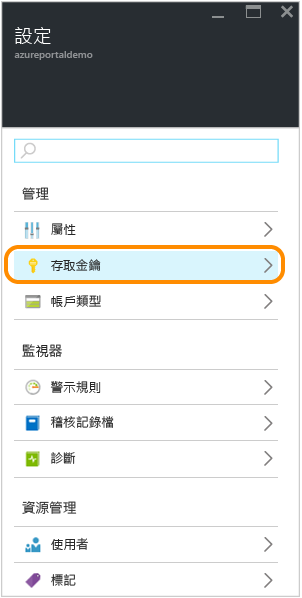 設定
azureportaldemo
管理
屬性
存取金鑰
帳戶類型
監視器
警示規則
稽核記錄檔
診斷
資源管理
使用者
標記